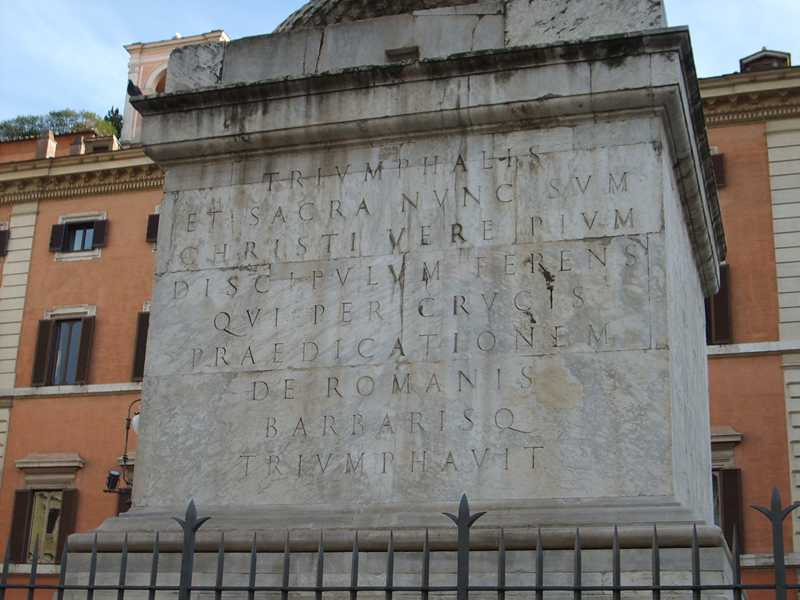 TRIVMPHALIS
ET SACRA NVNC SVM
CHRISTI VERE PIVM
DISCIPVLVM FERENS
QVI PER CRVCIS
PRAEDICATIONEM
DE ROMANIS
BARBARISQ
TRIVMPHAVIT